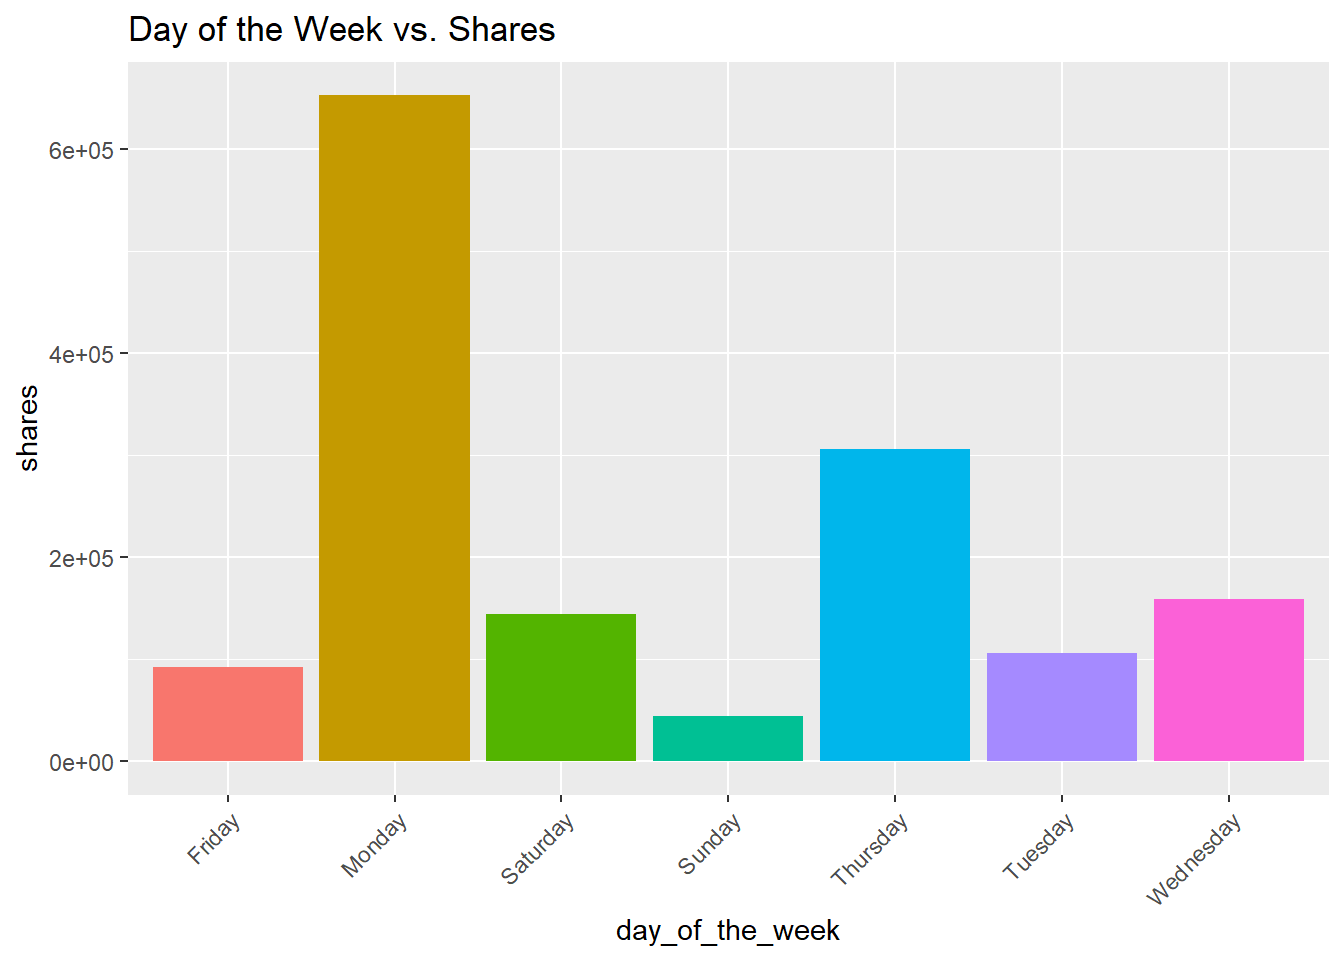 Day of the Week vs. Shares
6e+05
4e+05
2e+05
0e+00
shares
Friday
Monday
Saturday
Sunday
Thursday
Tuesday
Wednesday
day_of_the_week